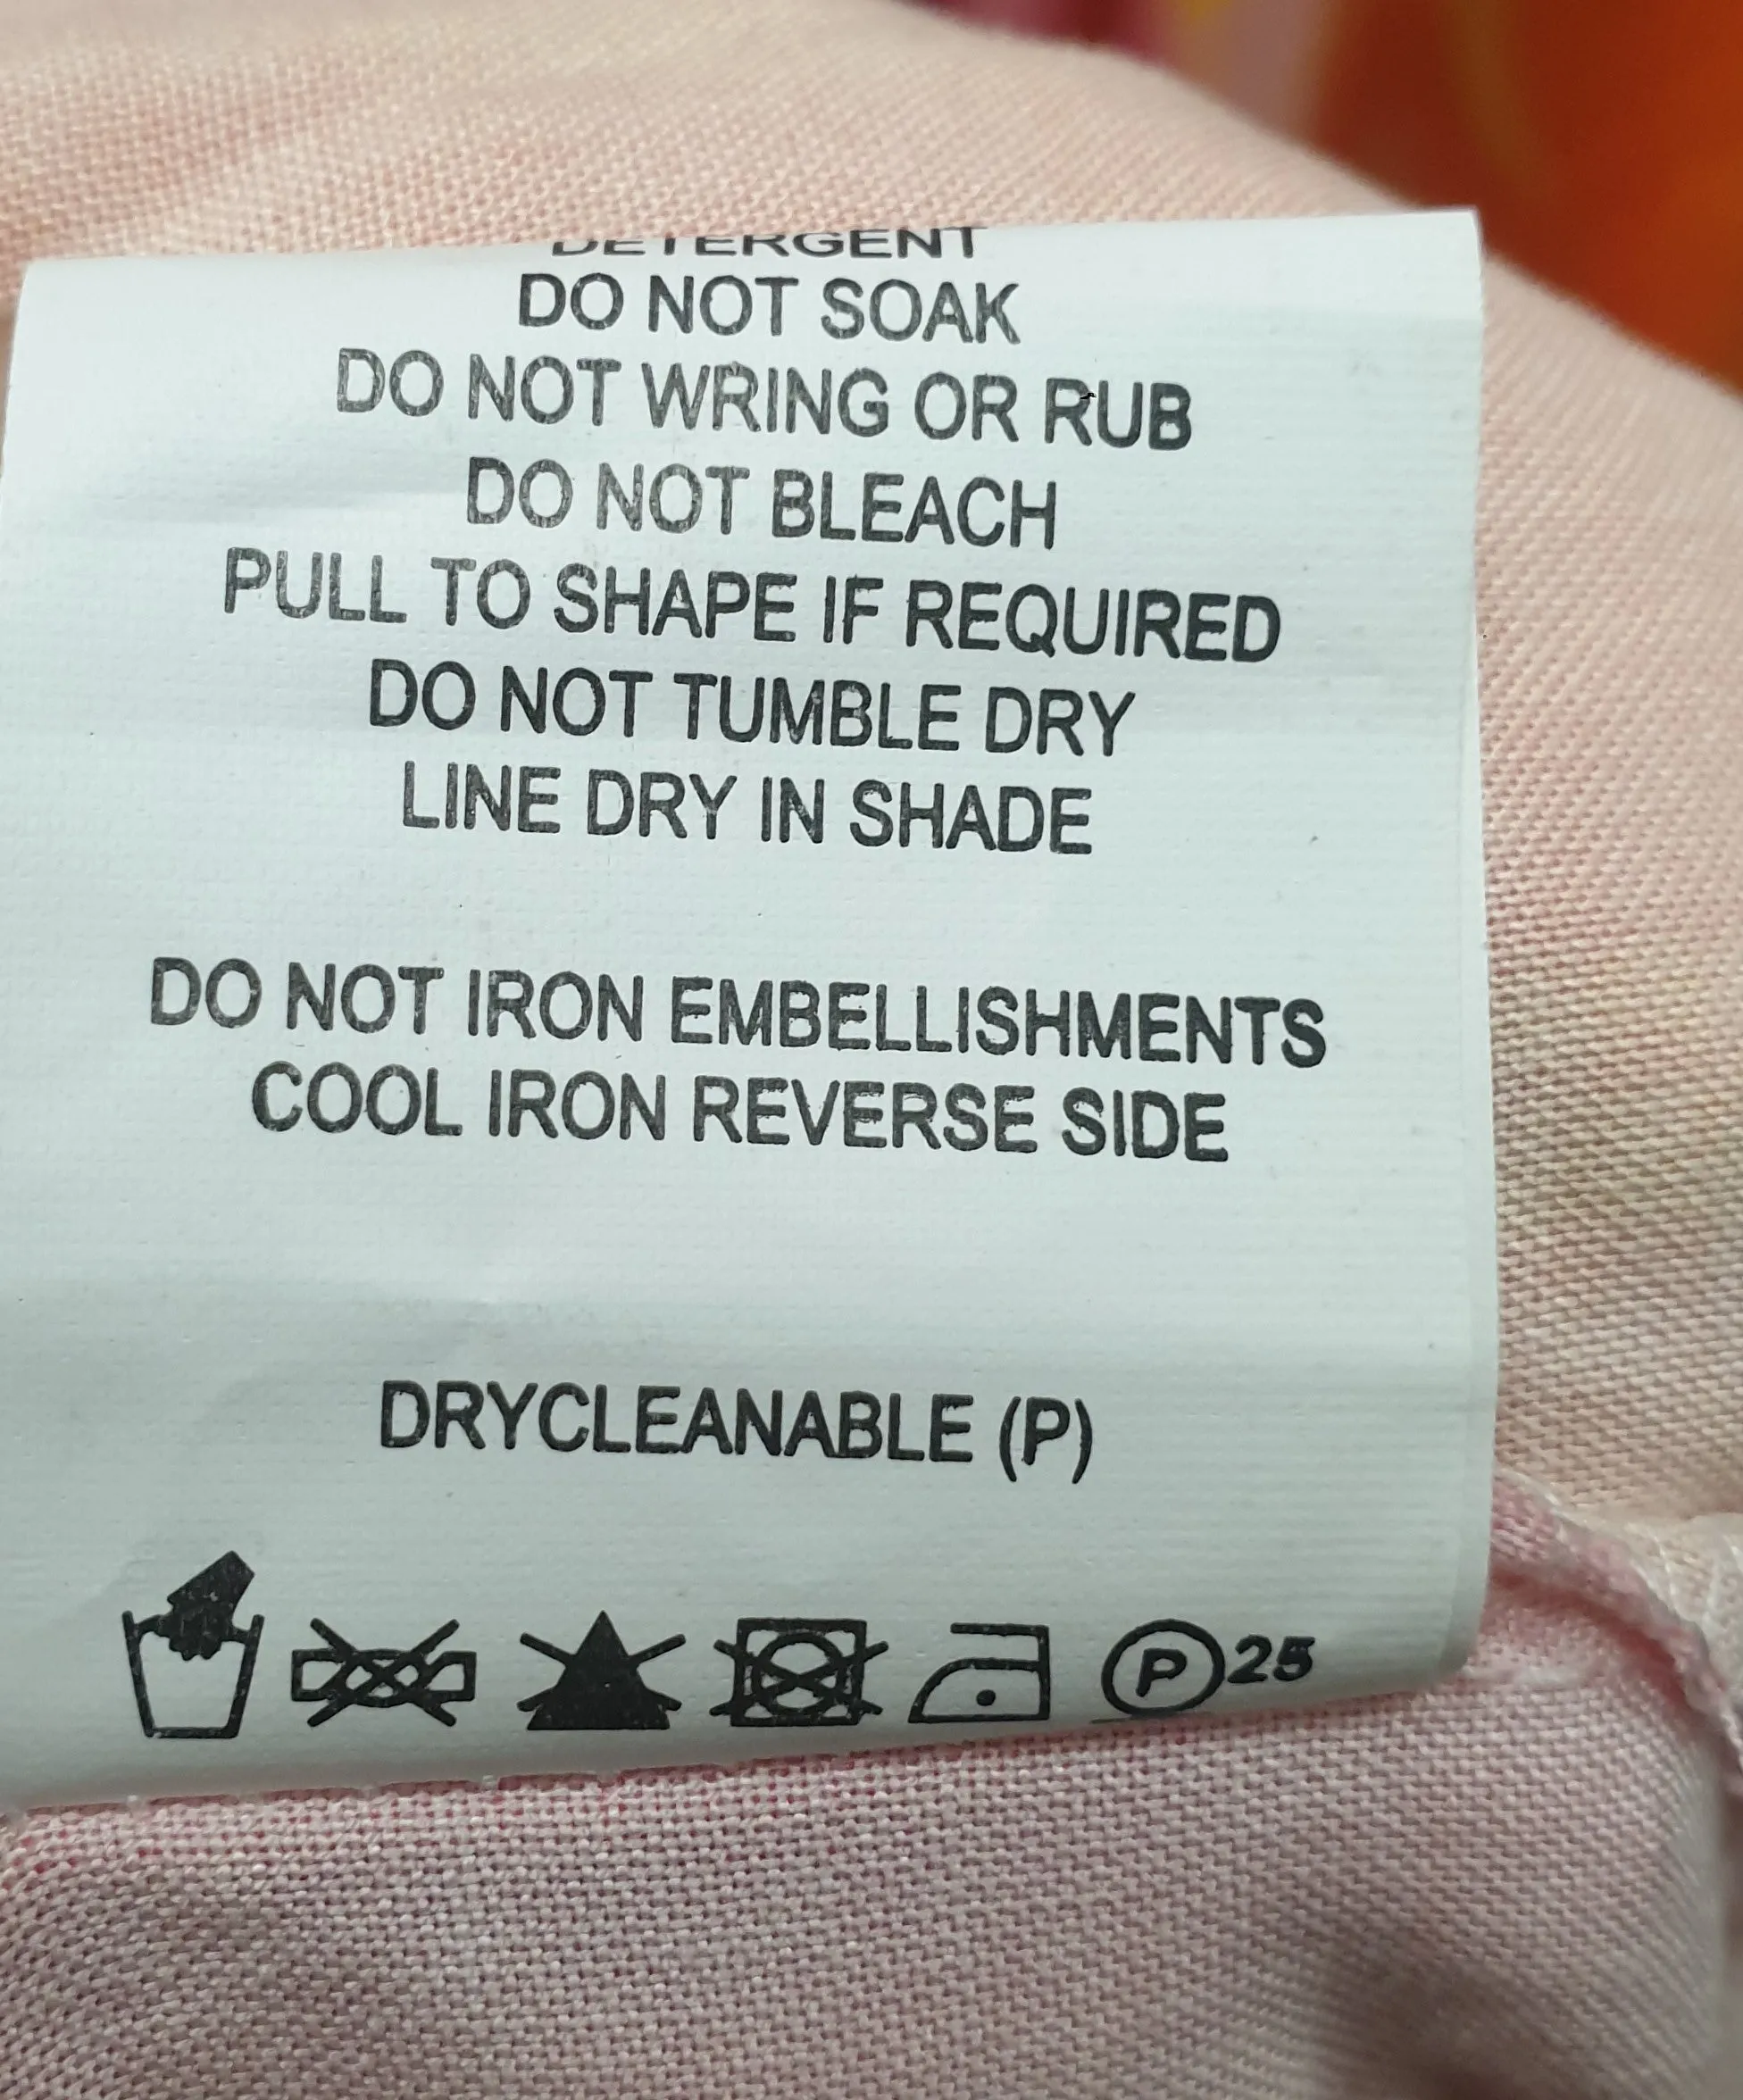 DETERGENT
DO NOT SOAK
DO NOT WRING OR RUB
DO NOT BLEACH
PULL TO SHAPE IF REQUIRED
DO NOT TUMBLE DRY
LINE DRY IN SHADE
DO NOT IRON EMBELLISHMENTS
COOL IRON REVERSE SIDE
DRYCLEANABLE (P)
P 25